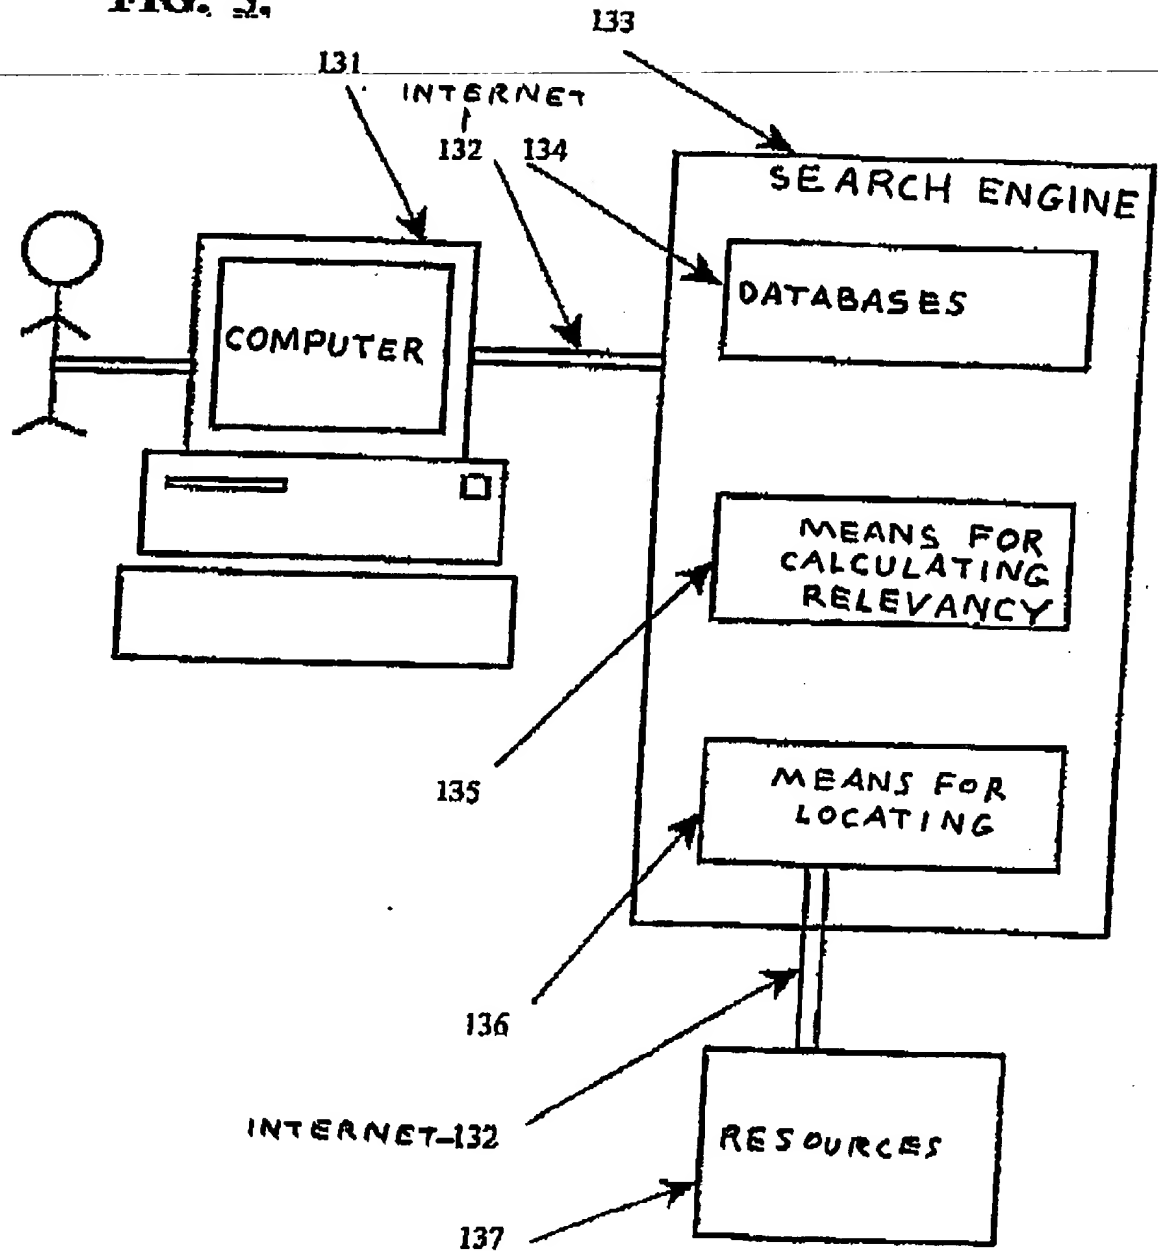 133
131
INTERNET
132 134
SEARCH ENGINE
DATABASES
COMPUTER
MEANS FOR
CALCULATING
RELEVANCY
135
MEANS FOR
LOCATING
136
INTERNET-132
RESOURCES
137